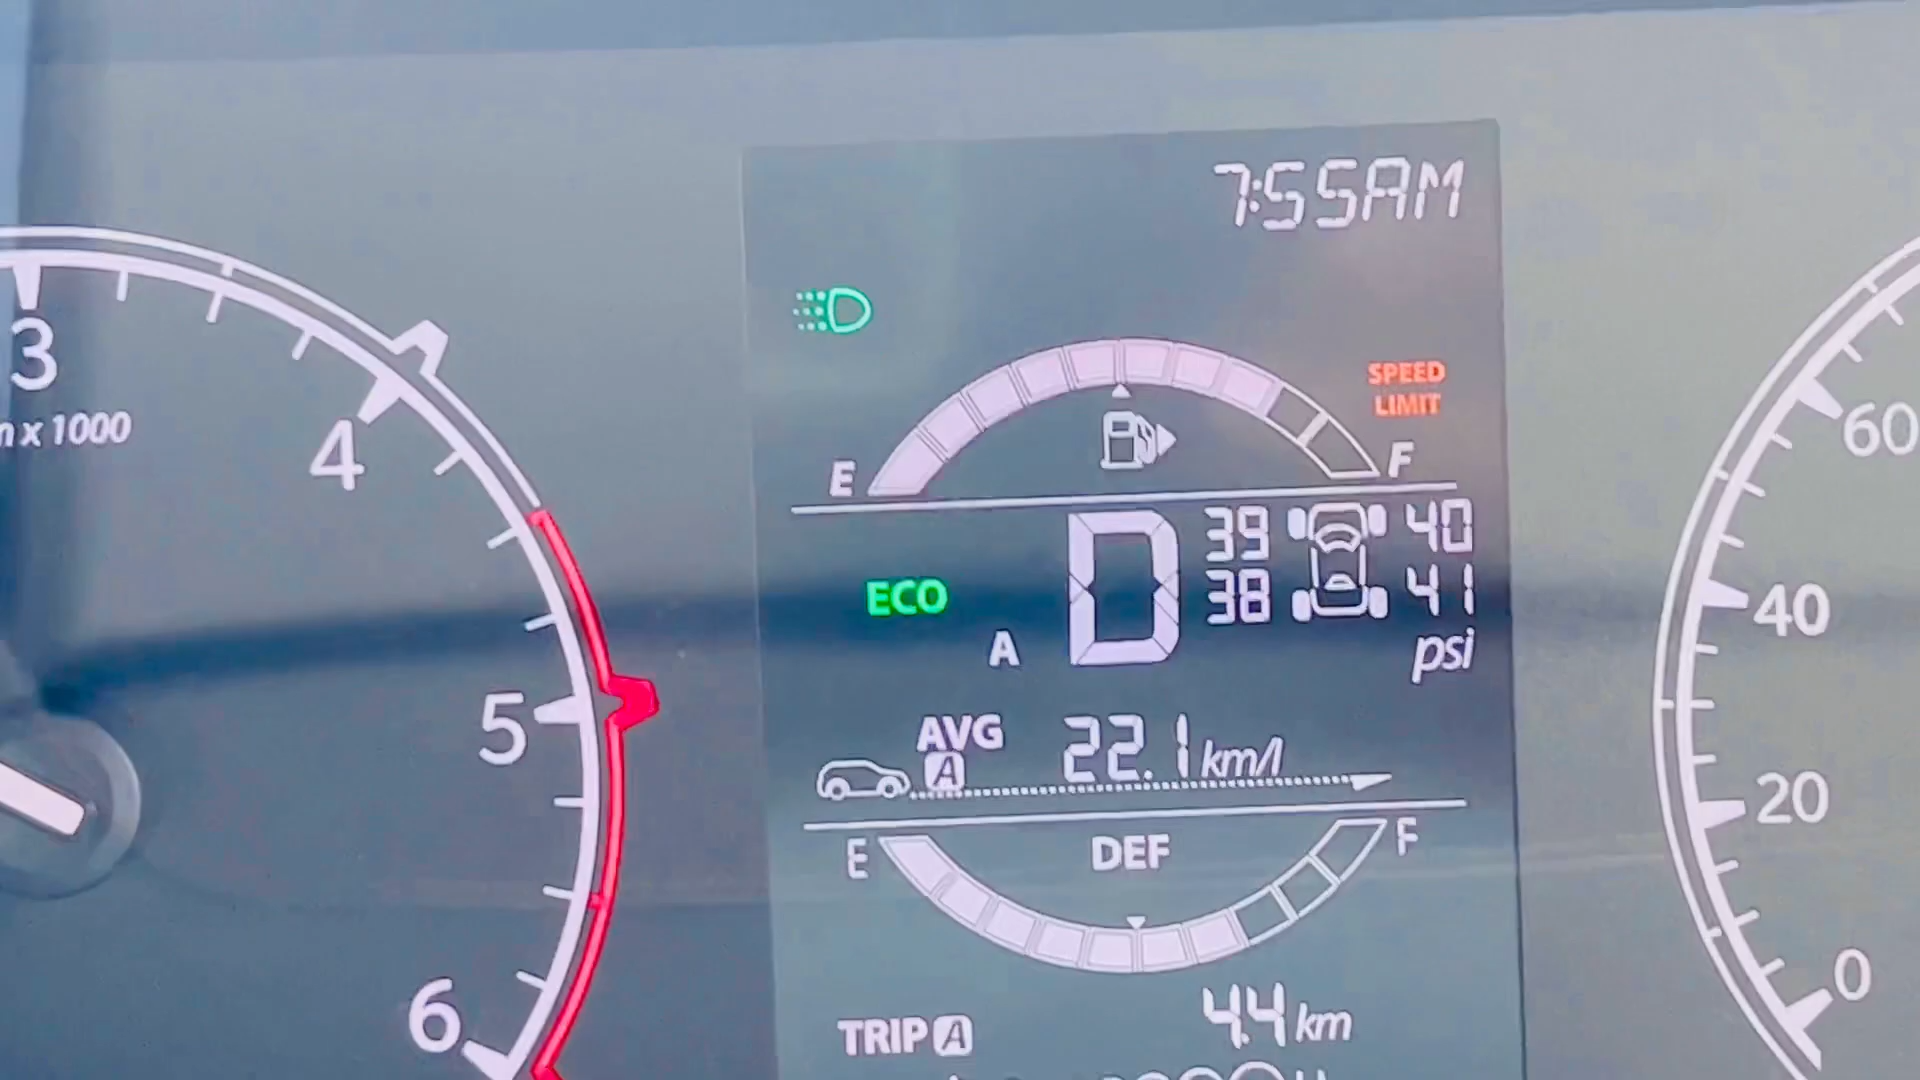 7:55AM
3
m x 1000
4
5
6
SPEED
LIMIT
E
F
39
40
38
41
psi
ECO
A
D
AVG
A
22.1 km/l
E
DEF
F
4.4 km
TRIP A
60
40
20
0